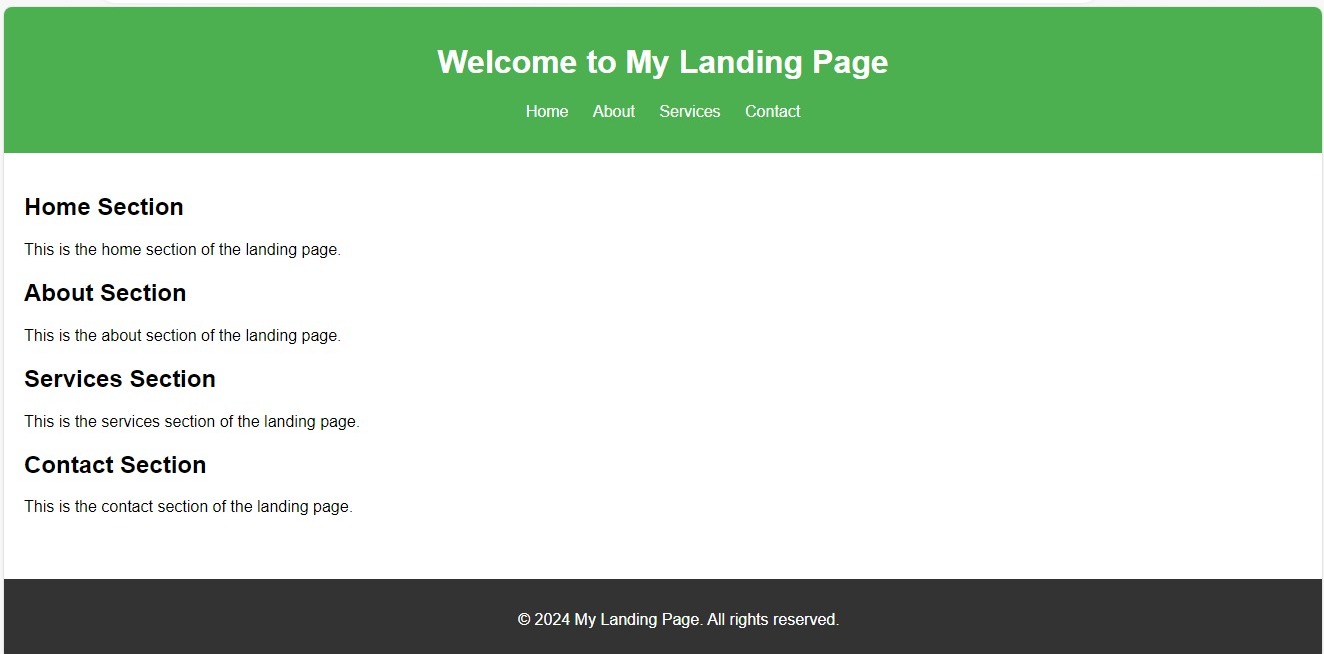 Welcome to My Landing Page
Home About Services Contact
Home Section
This is the home section of the landing page.
About Section
This is the about section of the landing page.
Services Section
This is the services section of the landing page.
Contact Section
This is the contact section of the landing page.
© 2024 My Landing Page. All rights reserved.